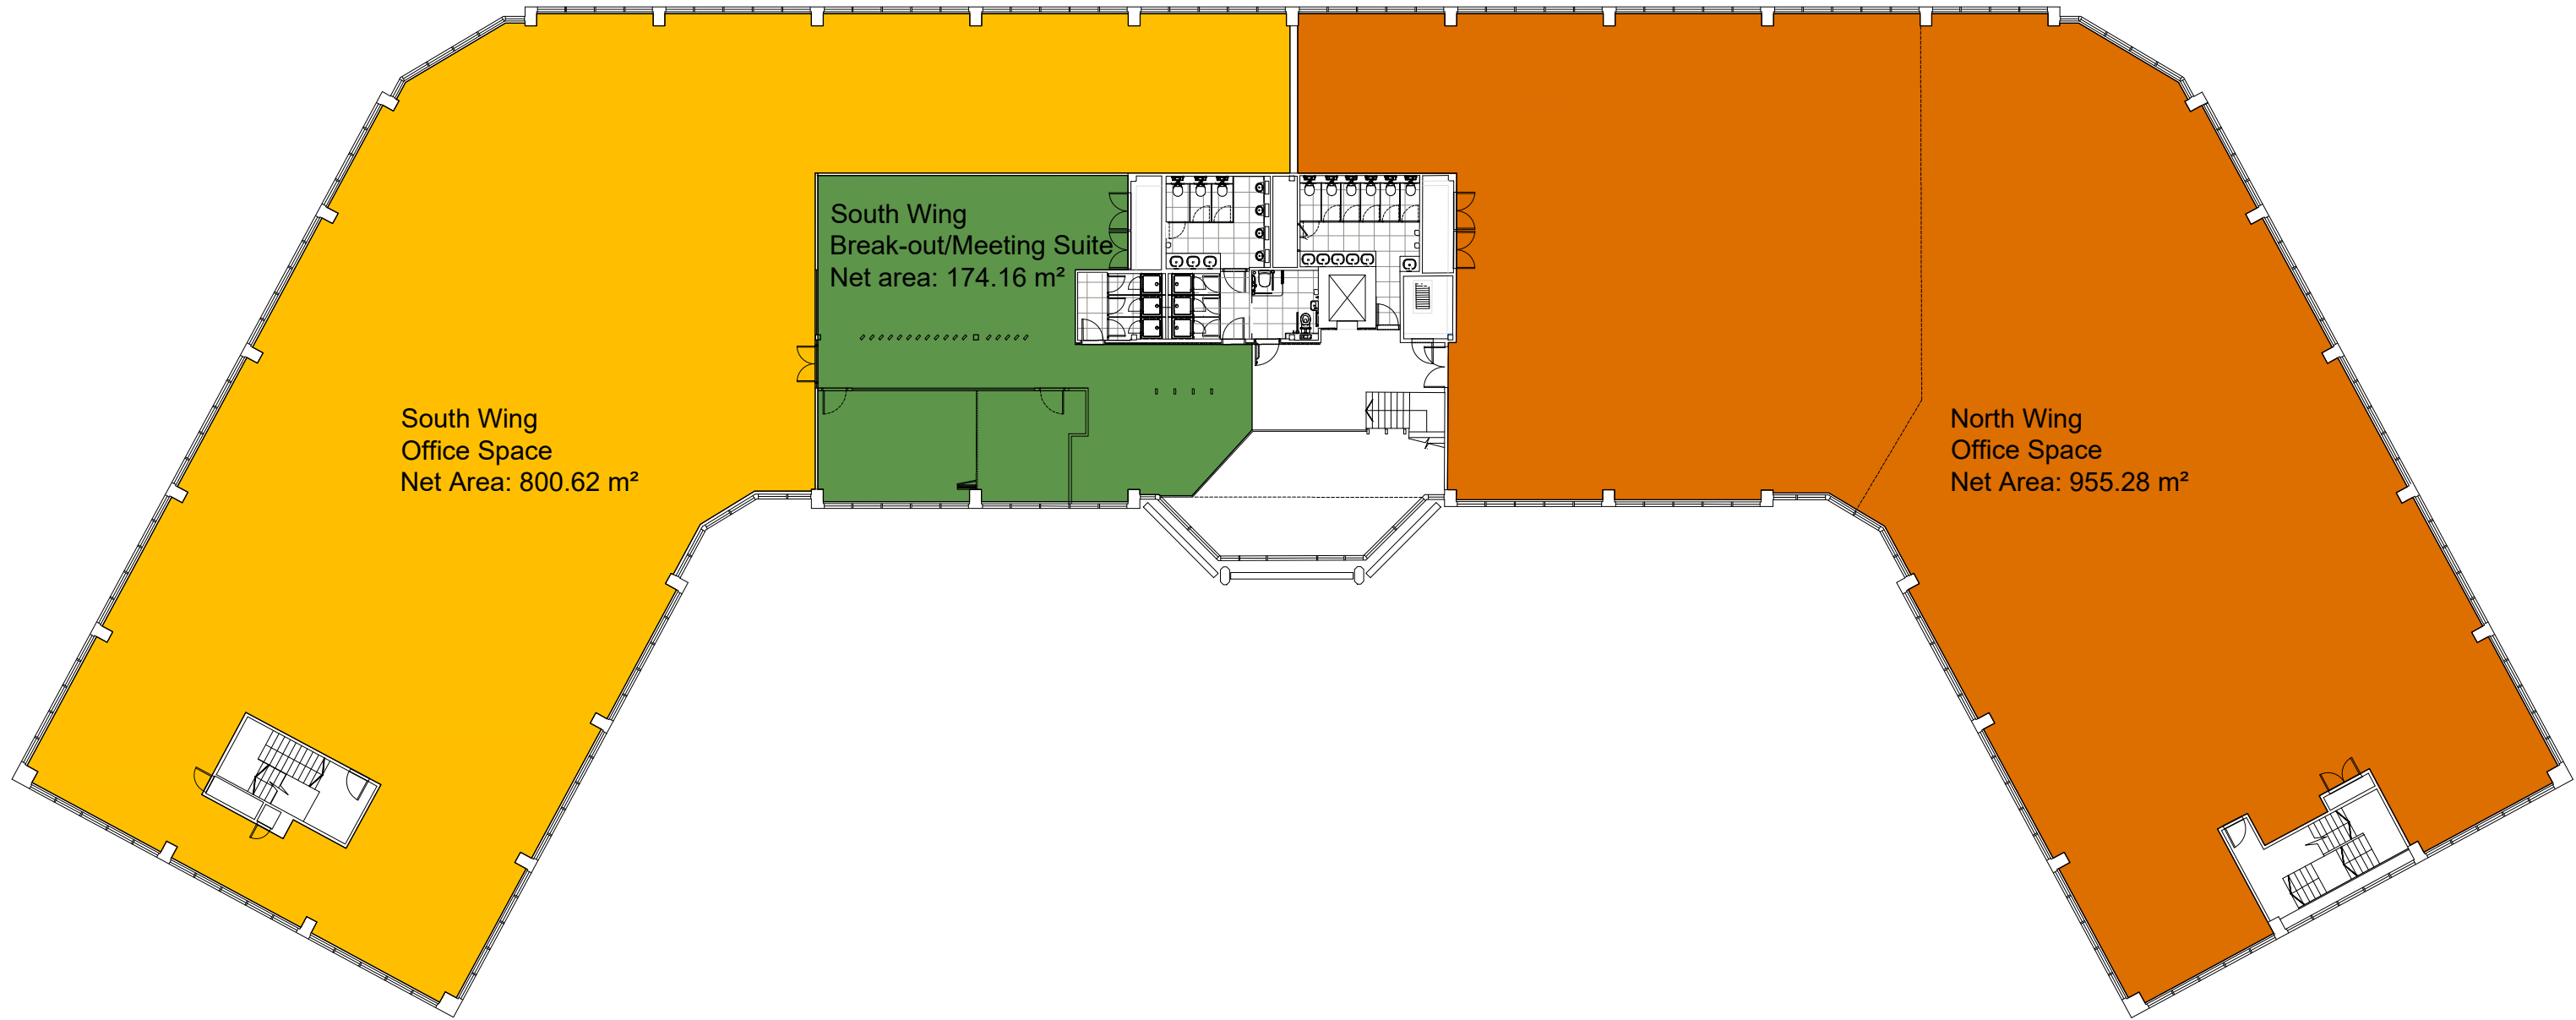 South Wing
Break-out/Meeting Suite
Net area: 174.16 m²
South Wing
Office Space
Net Area: 800.62 m²
North Wing
Office Space
Net Area: 955.28 m²